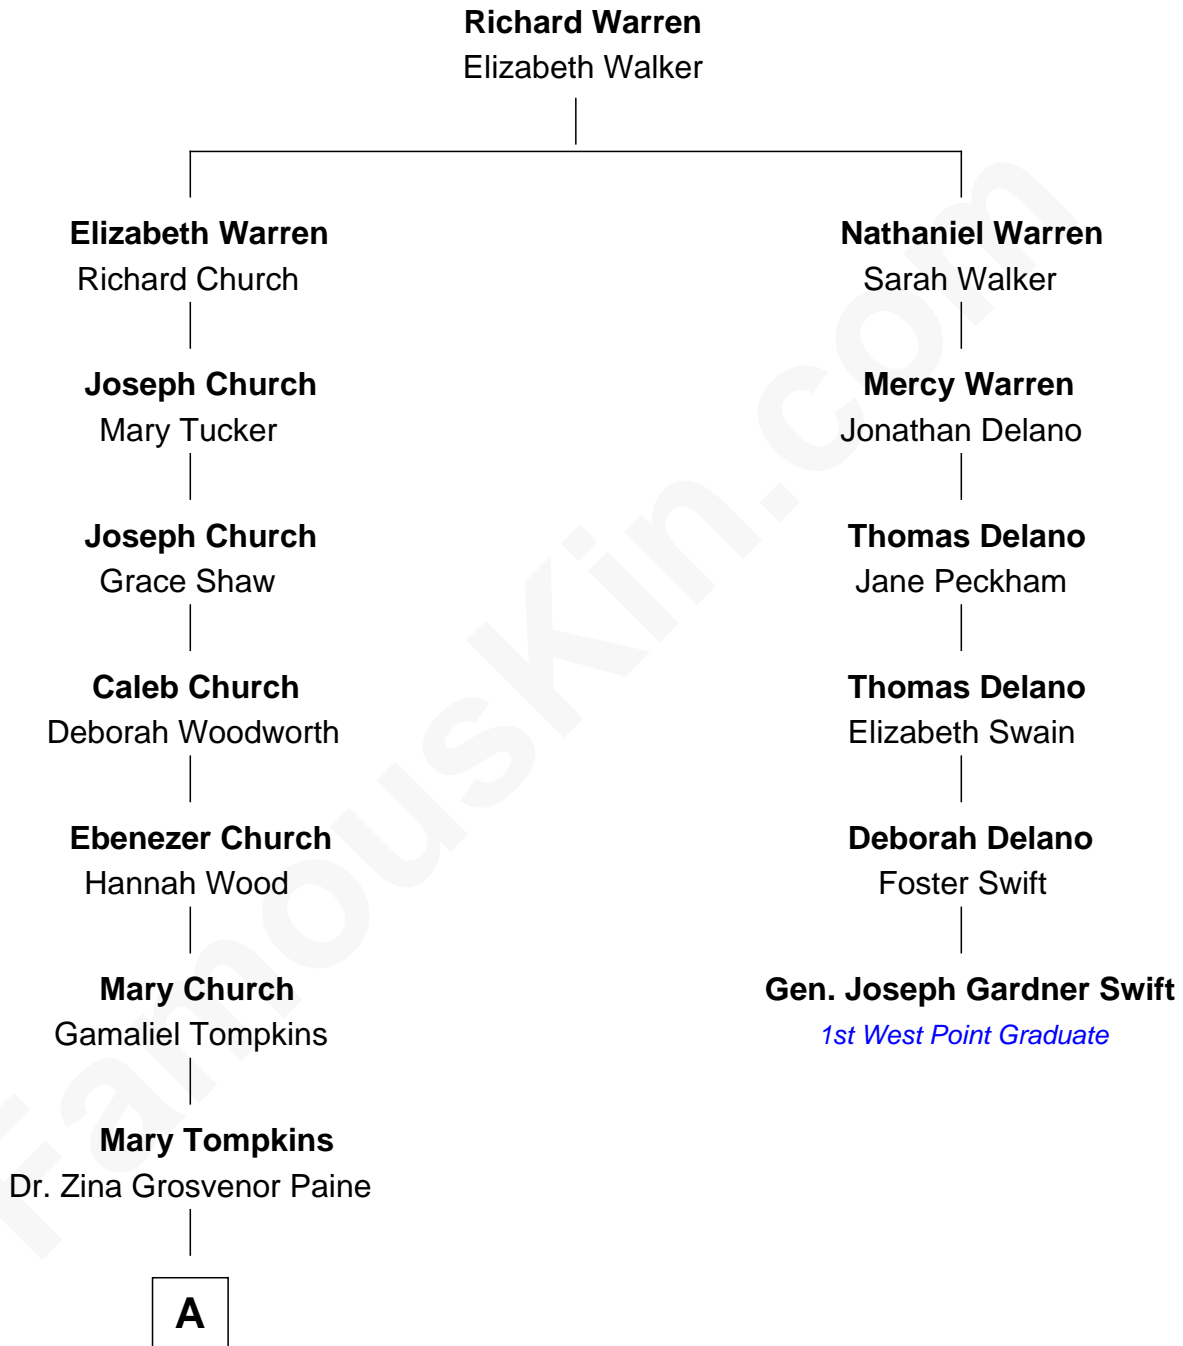 Richard Warren
Elizabeth Walker
Elizabeth Warren
Richard Church
Nathaniel Warren
Sarah Walker
Joseph Church
Mary Tucker
Mercy Warren
Jonathan Delano
Joseph Church
Grace Shaw
Thomas Delano
Jane Peckham
Caleb Church
Deborah Woodworth
Thomas Delano
Elizabeth Swain
Ebenezer Church
Hannah Wood
Deborah Delano
Foster Swift
Mary Church
Gamaliel Tompkins
Gen. Joseph Gardner Swift
1st West Point Graduate
Mary Tompkins
Dr. Zina Grosvenor Paine
A
FamousKin.com